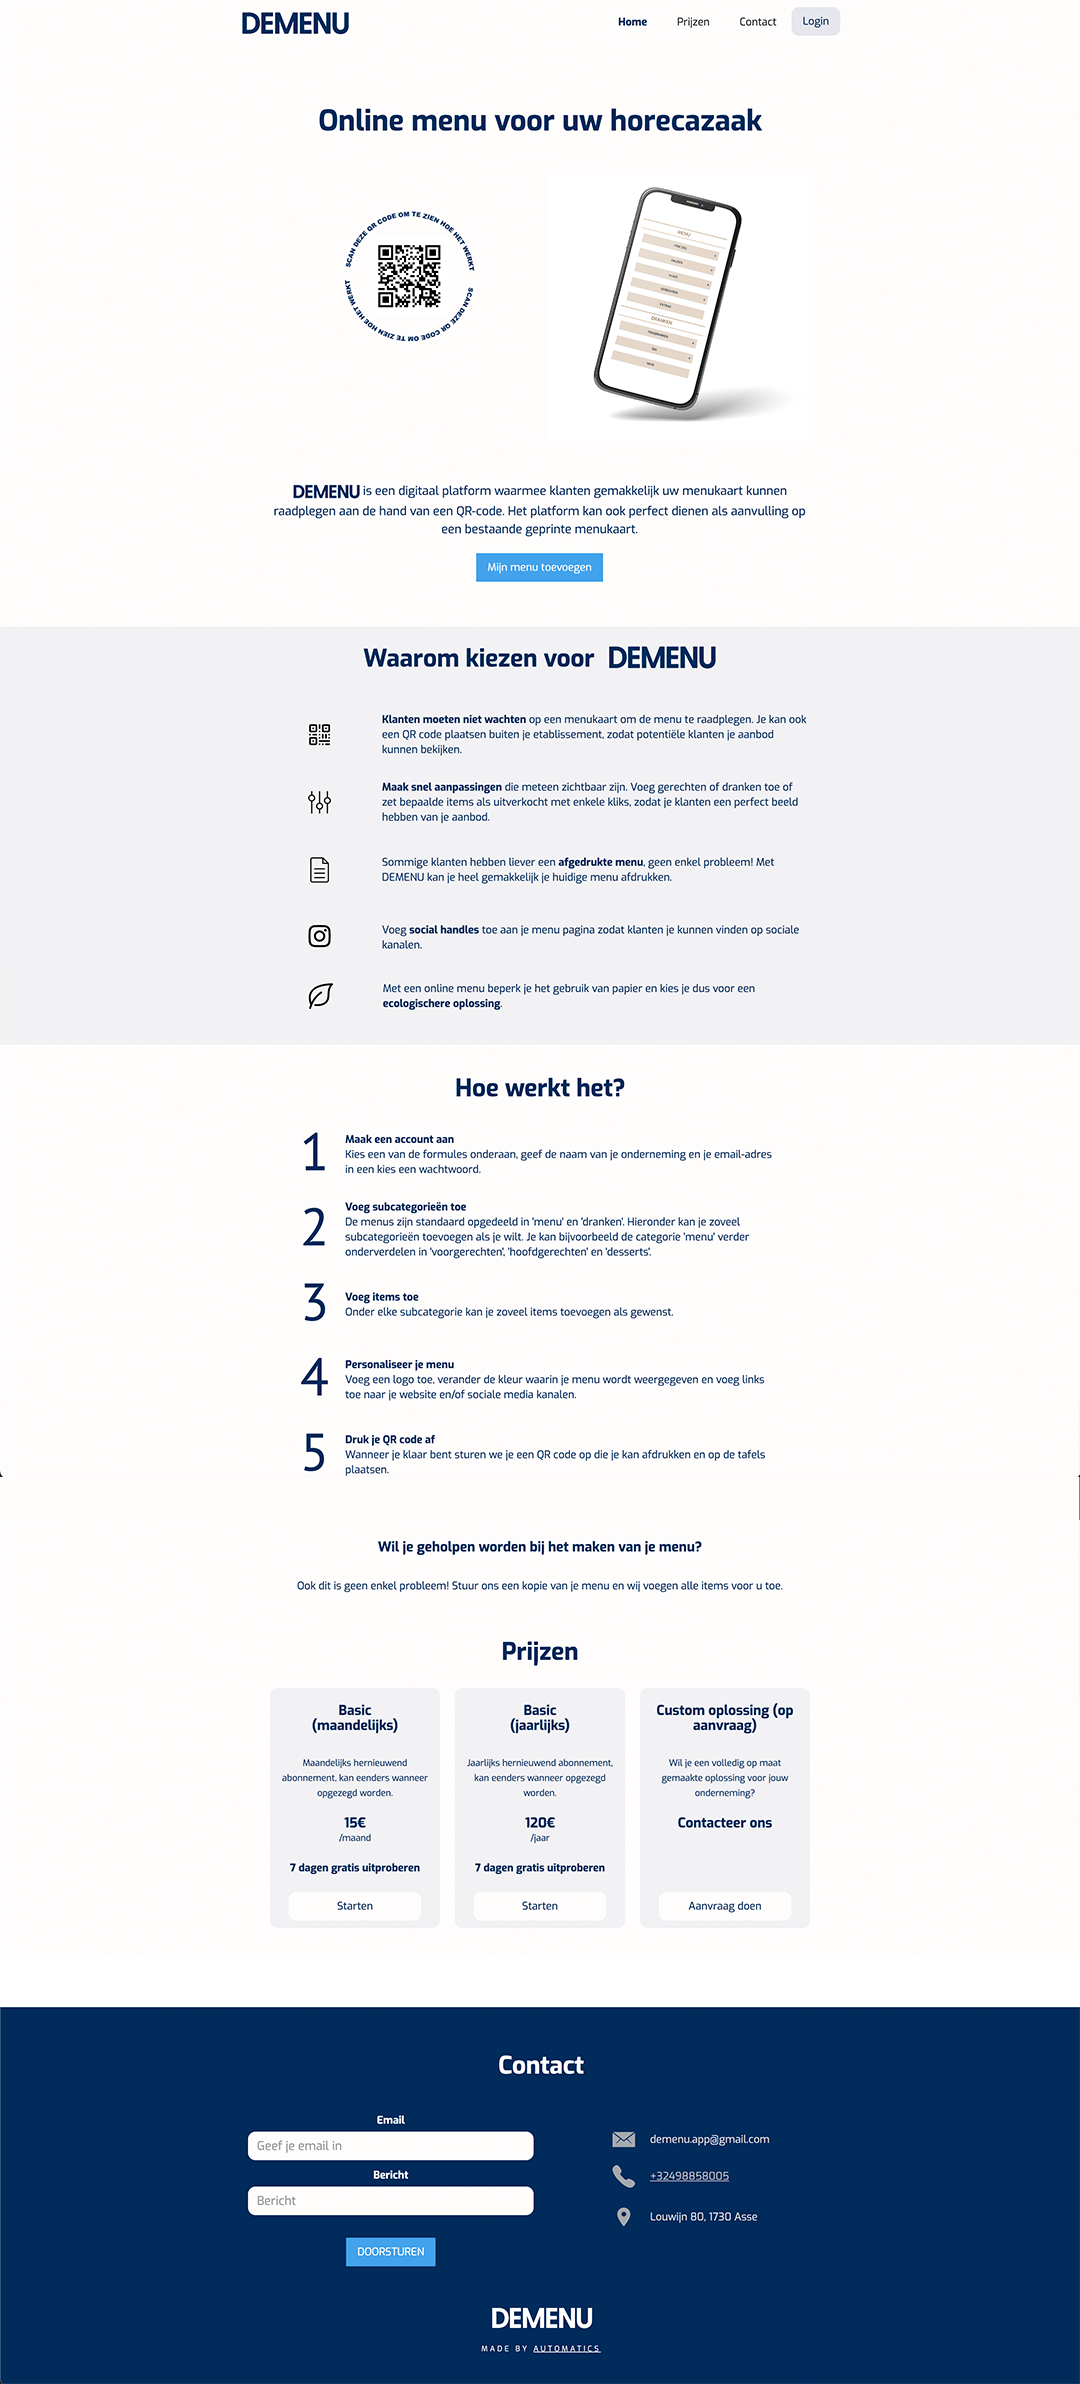 DEMENU
Home Prijzen Contact Login
Online menu voor uw horecazaak
SCAN DEZE QR CODE OM TE ZIEN HOE HET WERKT
SCAN DEZE QR CODE OM TE ZIEN HOE HET WERKT
MENU
DRANKEN
DEMENU is een digitaal platform waarmee klanten gemakkelijk uw menukaart kunnen
raadplegen aan de hand van een QR-code. Het platform kan ook perfect dienen als aanvulling op
een bestaande geprinte menukaart.
Mijn menu toevoegen
Waarom kiezen voor DEMENU
Klanten moeten niet wachten op een menukaart om de menu te raadplegen. Je kan ook
een QR code plaatsen buiten je etablissement, zodat potentiële klanten je aanbod
kunnen bekijken.
Maak snel aanpassingen die meteen zichtbaar zijn. Voeg gerechten of dranken toe of
zet bepaalde items als uitverkocht met enkele kliks, zodat je klanten een perfect beeld
hebben van je aanbod.
Sommige klanten hebben liever een afgedrukte menu, geen enkel probleem! Met
DEMENU kan je heel gemakkelijk je huidige menu afdrukken.
Voeg social handles toe aan je menu pagina zodat klanten je kunnen vinden op sociale
kanalen.
Met een online menu beperk je het gebruik van papier en kies je dus voor een
ecologischere oplossing.
Hoe werkt het?
1
Maak een account aan
Kies een van de formules onderaan, geef de naam van je onderneming en je email-adres
in een kies een wachtwoord.
2
Voeg subcategorieën toe
De menus zijn standaard opgedeeld in 'menu' en 'dranken'. Hieronder kan je zoveel
subcategorieën toevoegen als je wilt. Je kan bijvoorbeeld de categorie 'menu' verder
onderverdelen in 'voorgerechten', 'hoofdgerechten' en 'desserts'.
3
Voeg items toe
Onder elke subcategorie kan je zoveel items toevoegen als gewenst.
4
Personaliseer je menu
Voeg een logo toe, verander de kleur waarin je menu wordt weergegeven en voeg links
toe naar je website en/of sociale media kanalen.
5
Druk je QR code af
Wanneer je klaar bent sturen we je een QR code op die je kan afdrukken en op de tafels
plaatsen.
Wil je geholpen worden bij het maken van je menu?
Ook dit is geen enkel probleem! Stuur ons een kopie van je menu en wij voegen alle items voor u toe.
Prijzen
Basic
(maandelijks)
Maandelijks hernieuwend
abonnement, kan eenders wanneer
opgezegd worden.
15€
/maand
7 dagen gratis uitproberen
Starten
Basic
(jaarlijks)
Jaarlijks hernieuwend abonnement,
kan eenders wanneer opgezegd
worden.
120€
/jaar
7 dagen gratis uitproberen
Starten
Custom oplossing (op
aanvraag)
Wil je een volledig op maat
gemaakte oplossing voor jouw
onderneming?
Contacteer ons
Aanvraag doen
Contact
Email
Geef je email in
Bericht
Bericht
DOORSTUREN
demenu.app@gmail.com
+32498858005
Louwijn 80, 1730 Asse
DEMENU
MADE BY AUTOMATICS